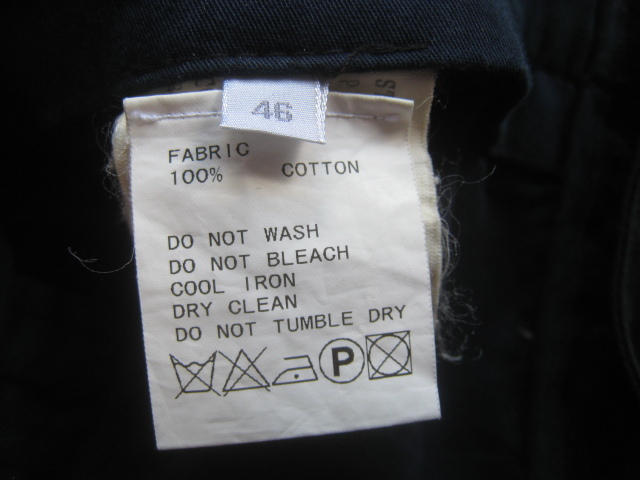 46
FABRIC
100% COTTON
DO NOT WASH
DO NOT BLEACH
COOL IRON
DRY CLEAN
DO NOT TUMBLE DRY
P